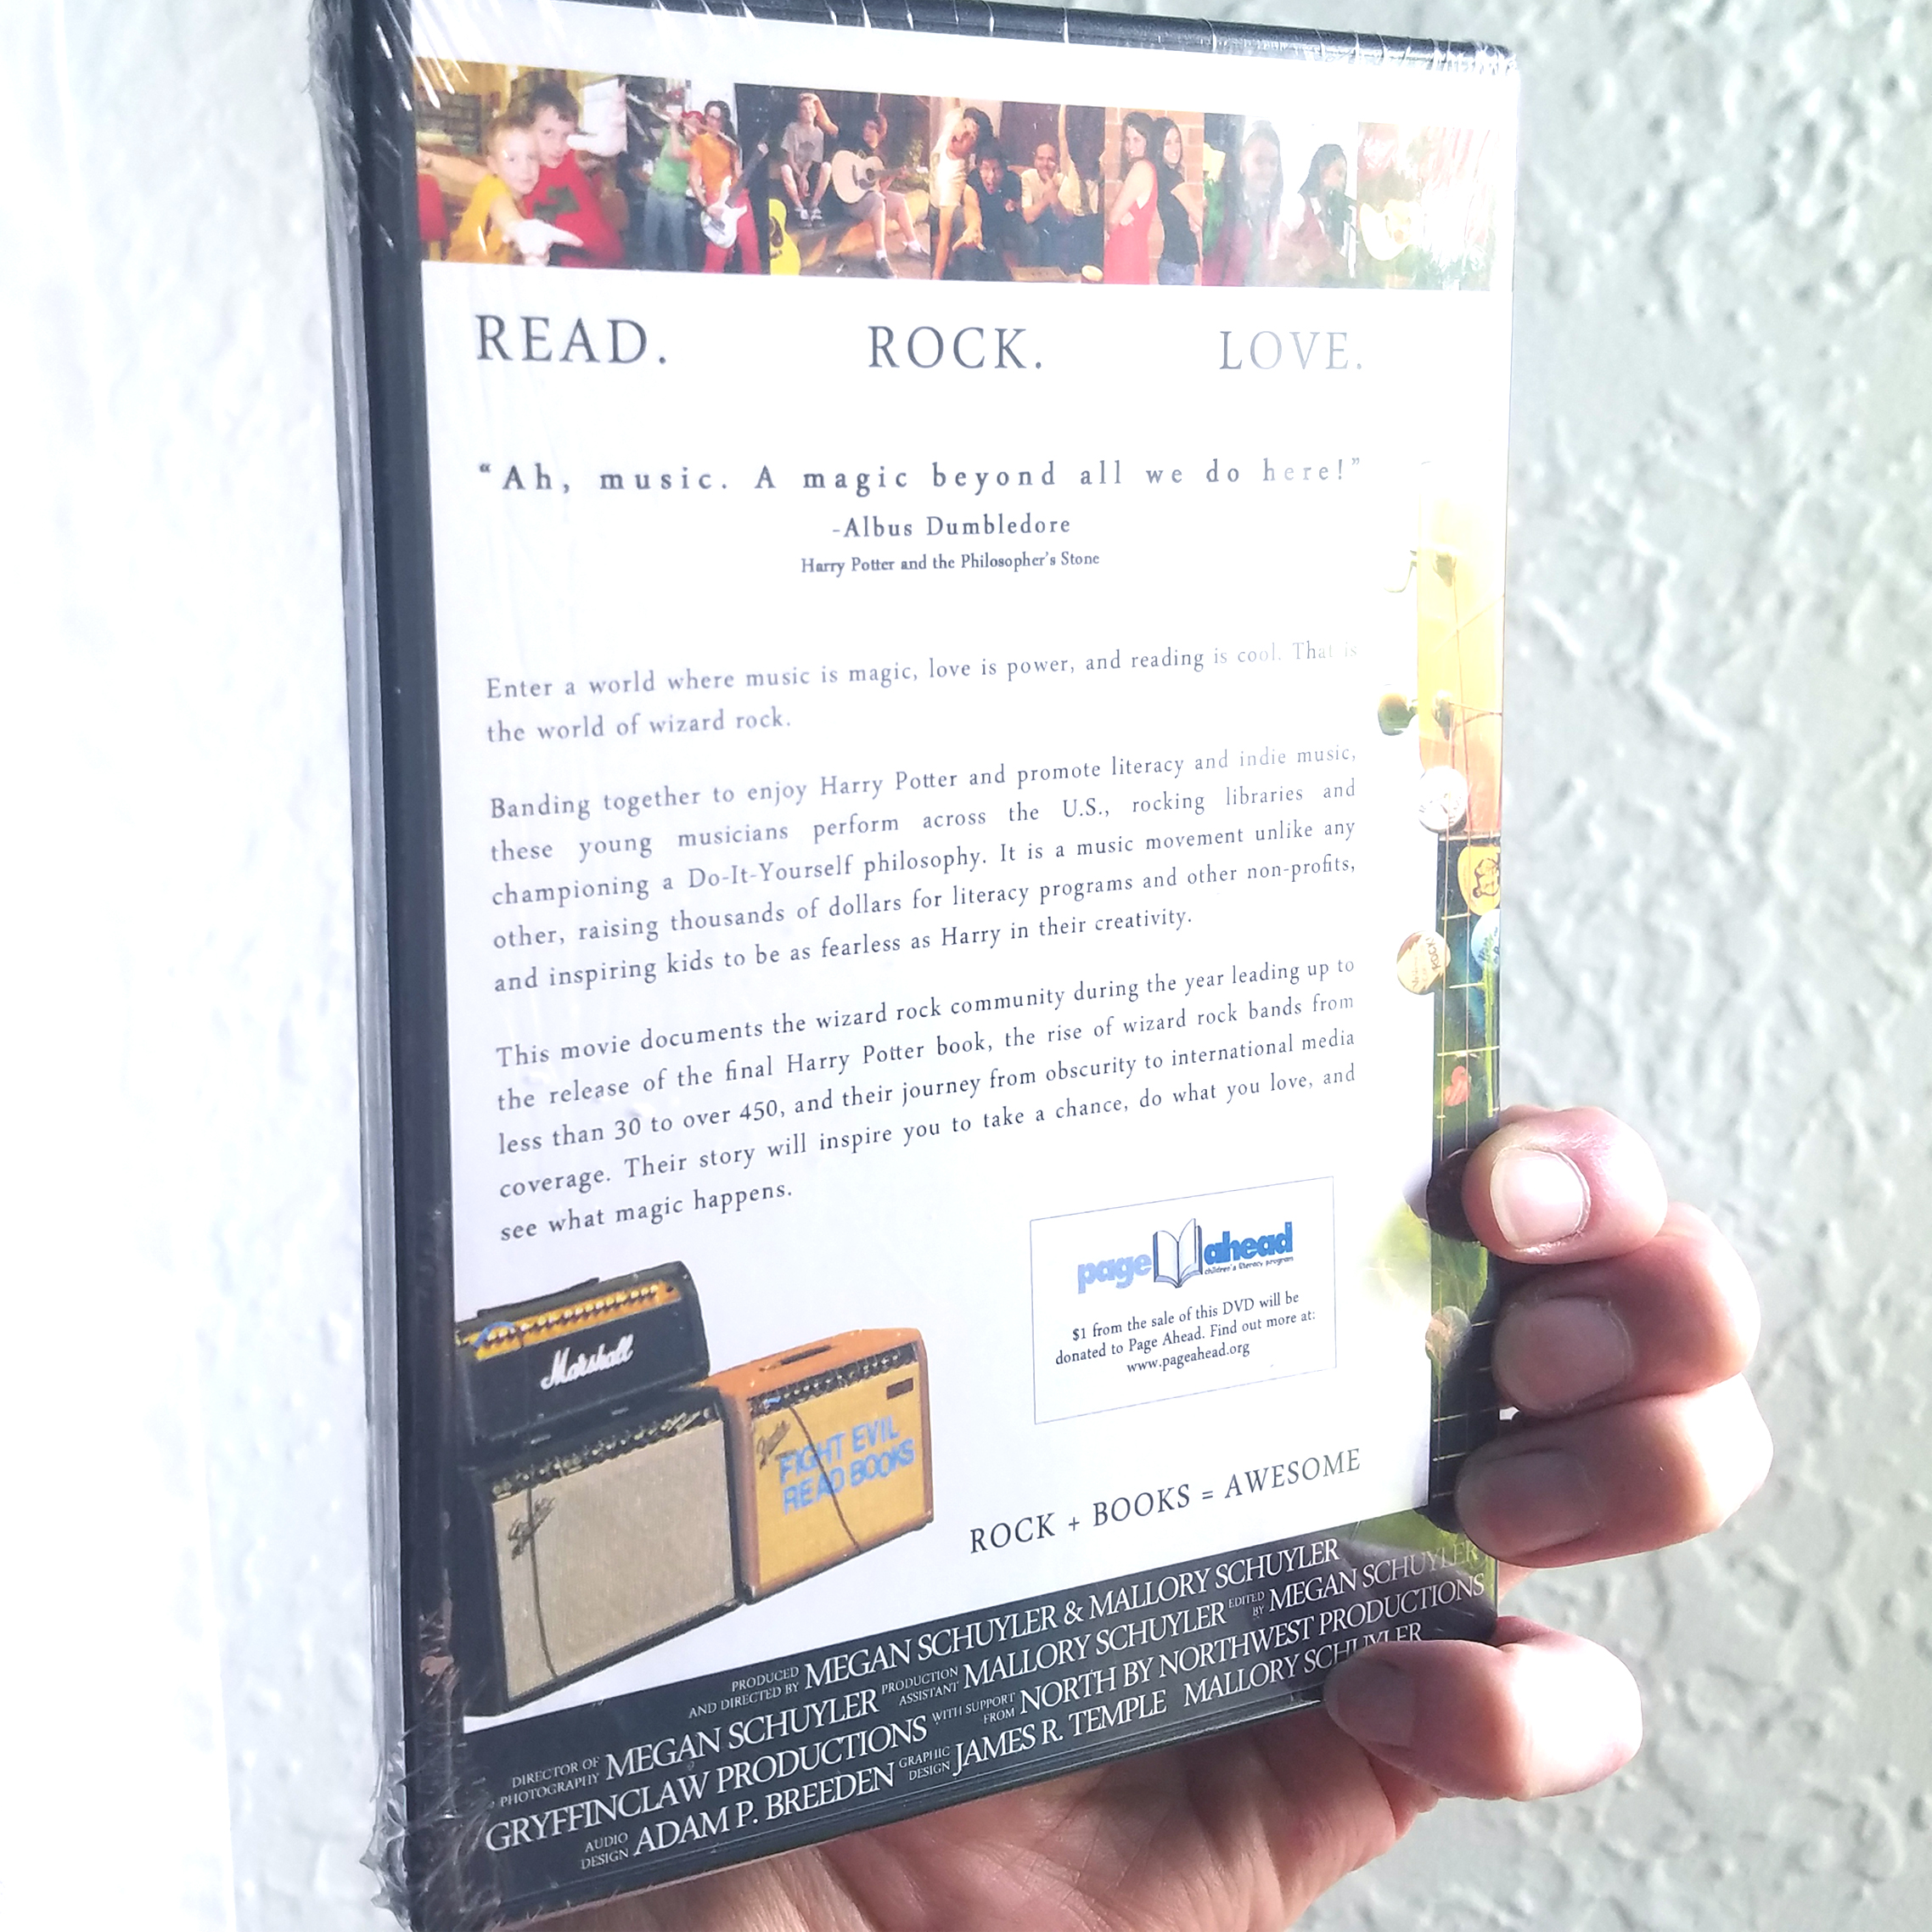 READ. ROCK. LOVE.
“Ah, music. A magic beyond all we do here!”
-Albus Dumbledore
Harry Potter and the Philosopher's Stone
Enter a world where music is magic, love is power, and reading is cool. That is
the world of wizard rock.
Banding together to enjoy Harry Potter and promote literacy and indie music,
these young musicians perform across the U.S., rocking libraries and
championing a Do-It-Yourself philosophy. It is a music movement unlike any
other, raising thousands of dollars for literacy programs and other non-profits,
and inspiring kids to be as fearless as Harry in their creativity.
This movie documents the wizard rock community during the year leading up to
the release of the final Harry Potter book, the rise of wizard rock bands from
less than 30 to over 450, and their journey from obscurity to international media
coverage. Their story will inspire you to take a chance, do what you love, and
see what magic happens.
page ahead
children's literacy program
$1 from the sale of this DVD will be
donated to Page Ahead. Find out more at:
www.pageahead.org
Marshall
Fender
Fender
FIGHT EVIL
READ BOOKS
ROCK!
ROCK + BOOKS = AWESOME
PRODUCED AND DIRECTED BY MEGAN SCHUYLER & MALLORY SCHUYLER
DIRECTOR OF PHOTOGRAPHY MEGAN SCHUYLER PRODUCTION ASSISTANT MALLORY SCHUYLER EDITED BY MEGAN SCHUYLER
GRYFFINCLAW PRODUCTIONS WITH SUPPORT FROM NORTH BY NORTHWEST PRODUCTIONS
AUDIO DESIGN ADAM P. BREEDEN GRAPHIC DESIGN JAMES R. TEMPLE MALLORY SCHUYLER